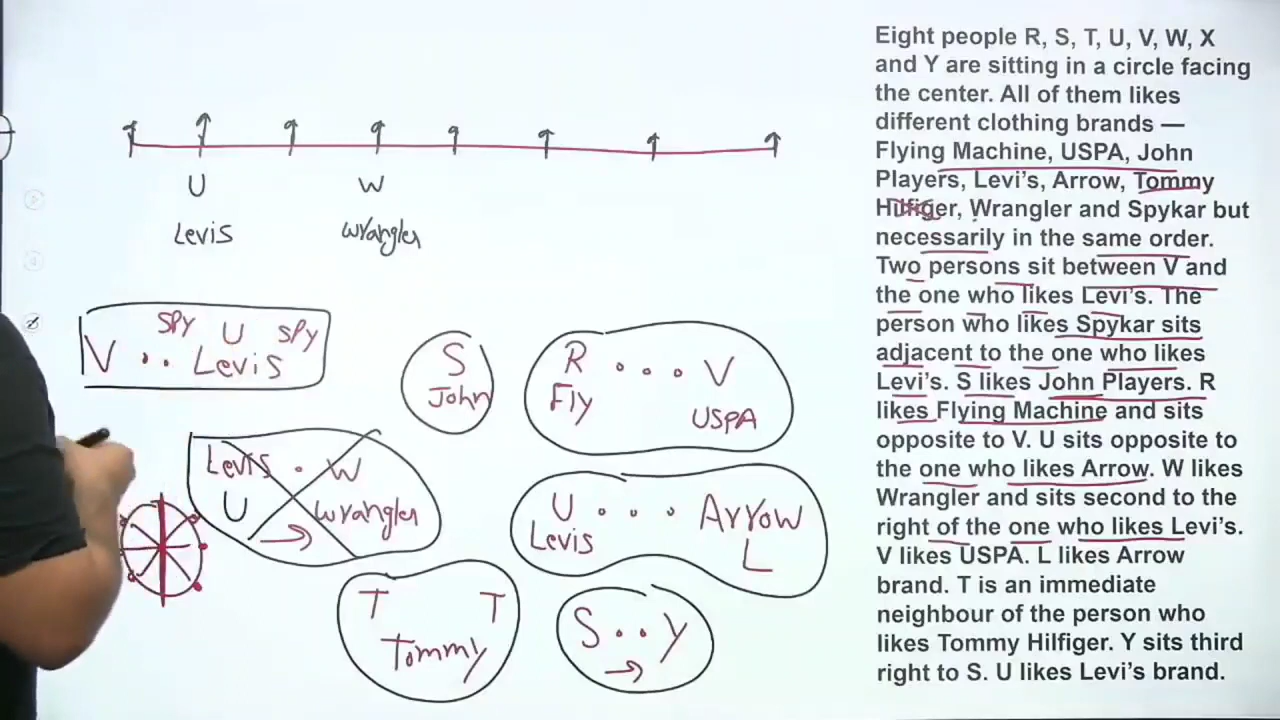 Eight people R, S, T, U, V, W, X
and Y are sitting in a circle facing
the center. All of them likes
different clothing brands —
Flying Machine, USPA, John
Players, Levi's, Arrow, Tommy
Hilfiger, Wrangler and Spykar but
necessarily in the same order.
Two persons sit between V and
the one who likes Levi's. The
person who likes Spykar sits
adjacent to the one who likes
Levi's. S likes John Players. R
likes Flying Machine and sits
opposite to V. U sits opposite to
the one who likes Arrow. W likes
Wrangler and sits second to the
right of the one who likes Levi's.
V likes USPA. L likes Arrow
brand. T is an immediate
neighbour of the person who
likes Tommy Hilfiger. Y sits third
right to S. U likes Levi's brand.
U W
Levis Wrangler
SPY U SPY
V .. Levis
S
John
R . . . V
Fly USPA
Levis . W
U Wrangler
U . . . Arrow
Levis L
T T
Tommy
S .. Y